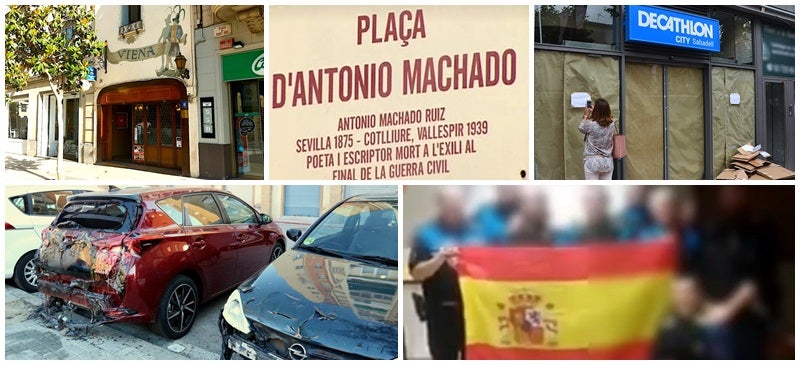 VIENA
PLAÇA
D'ANTONIO MACHADO
ANTONIO MACHADO RUIZ
SEVILLA 1875 - COTLLIURE, VALLESPIR 1939
POETA I ESCRIPTOR MORT A L'EXILI AL
FINAL DE LA GUERRA CIVIL
DECATHLON
CITY Sabadell